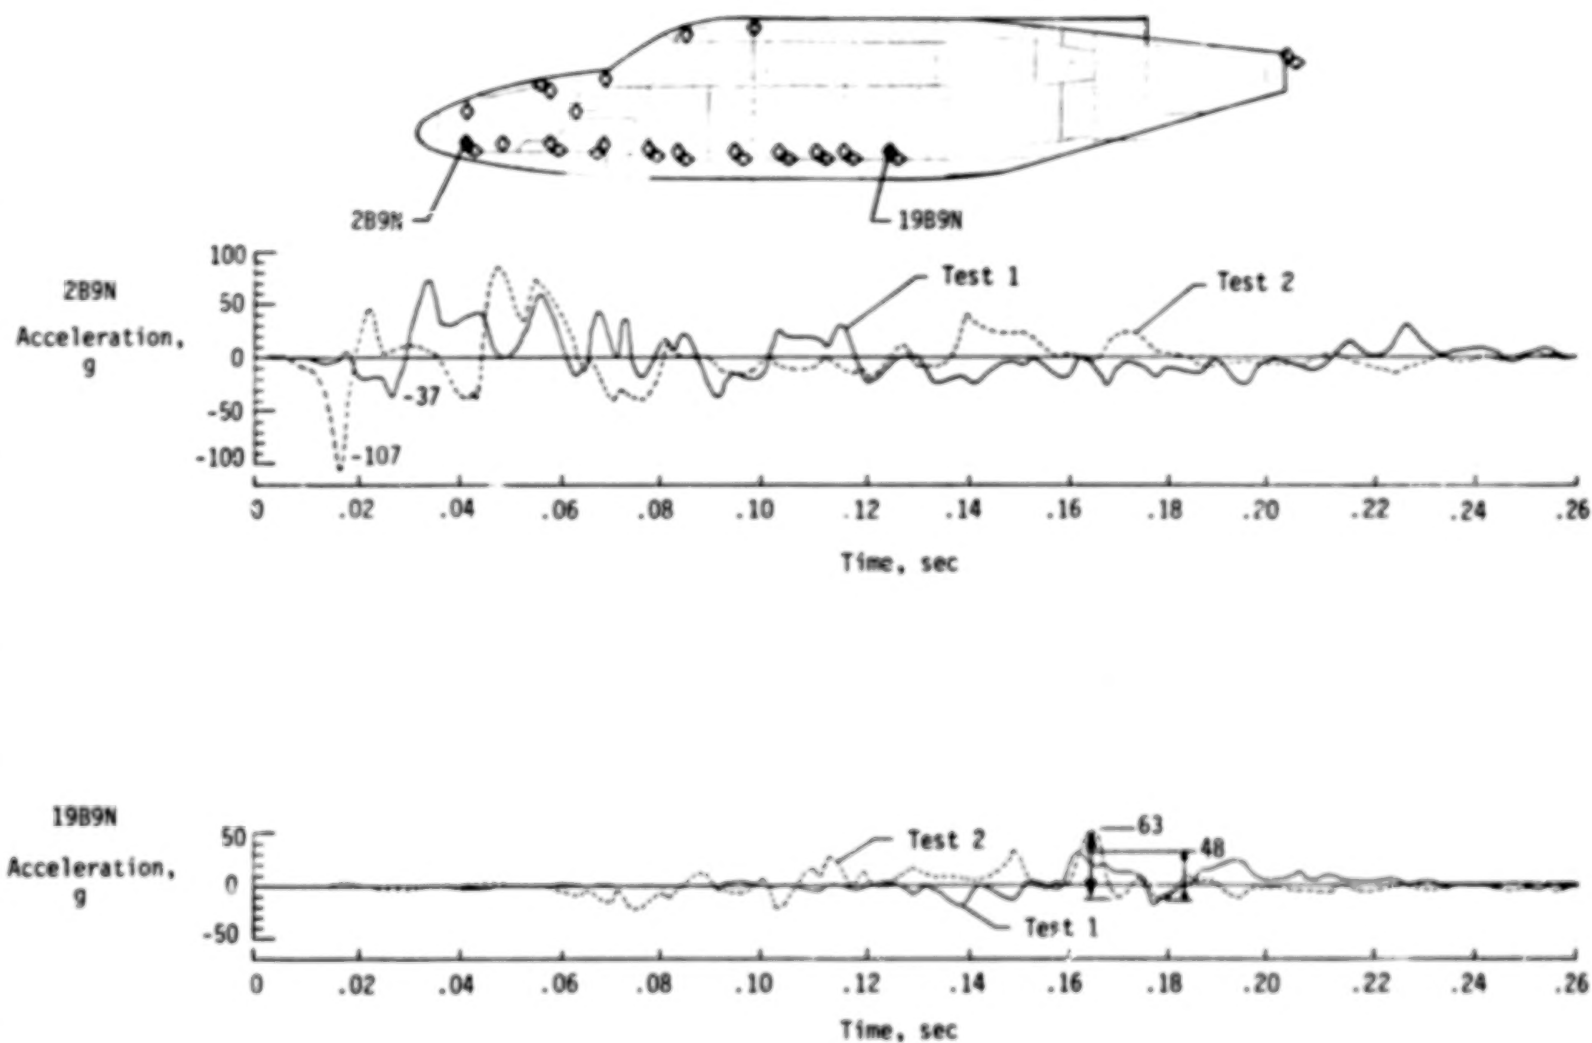 2B9N
19B9N
2B9N
Acceleration,
g
100
50
0
-50
-100
-37
-107
Test 1
Test 2
0 .02 .04 .06 .08 .10 .12 .14 .16 .18 .20 .22 .24 .26
Time, sec
19B9N
Acceleration,
g
50
0
-50
Test 2
63
48
Test 1
0 .02 .04 .06 .08 .10 .12 .14 .16 .18 .20 .22 .24 .26
Time, sec